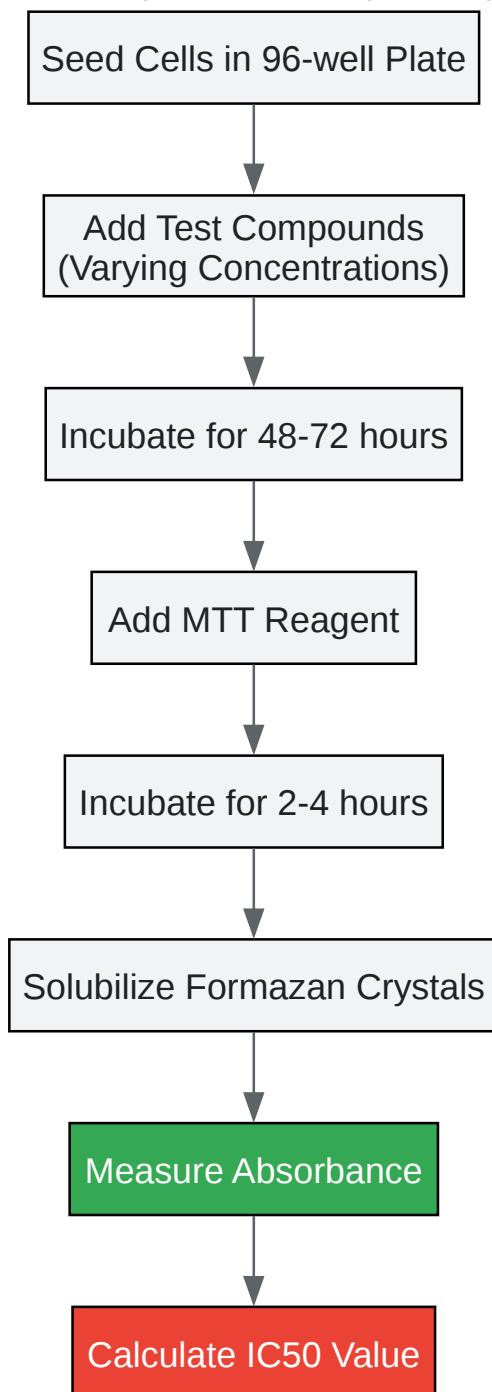 Seed Cells in 96-well Plate
Add Test Compounds
(Varying Concentrations)
Incubate for 48-72 hours
Add MTT Reagent
Incubate for 2-4 hours
Solubilize Formazan Crystals
Measure Absorbance
Calculate IC50 Value